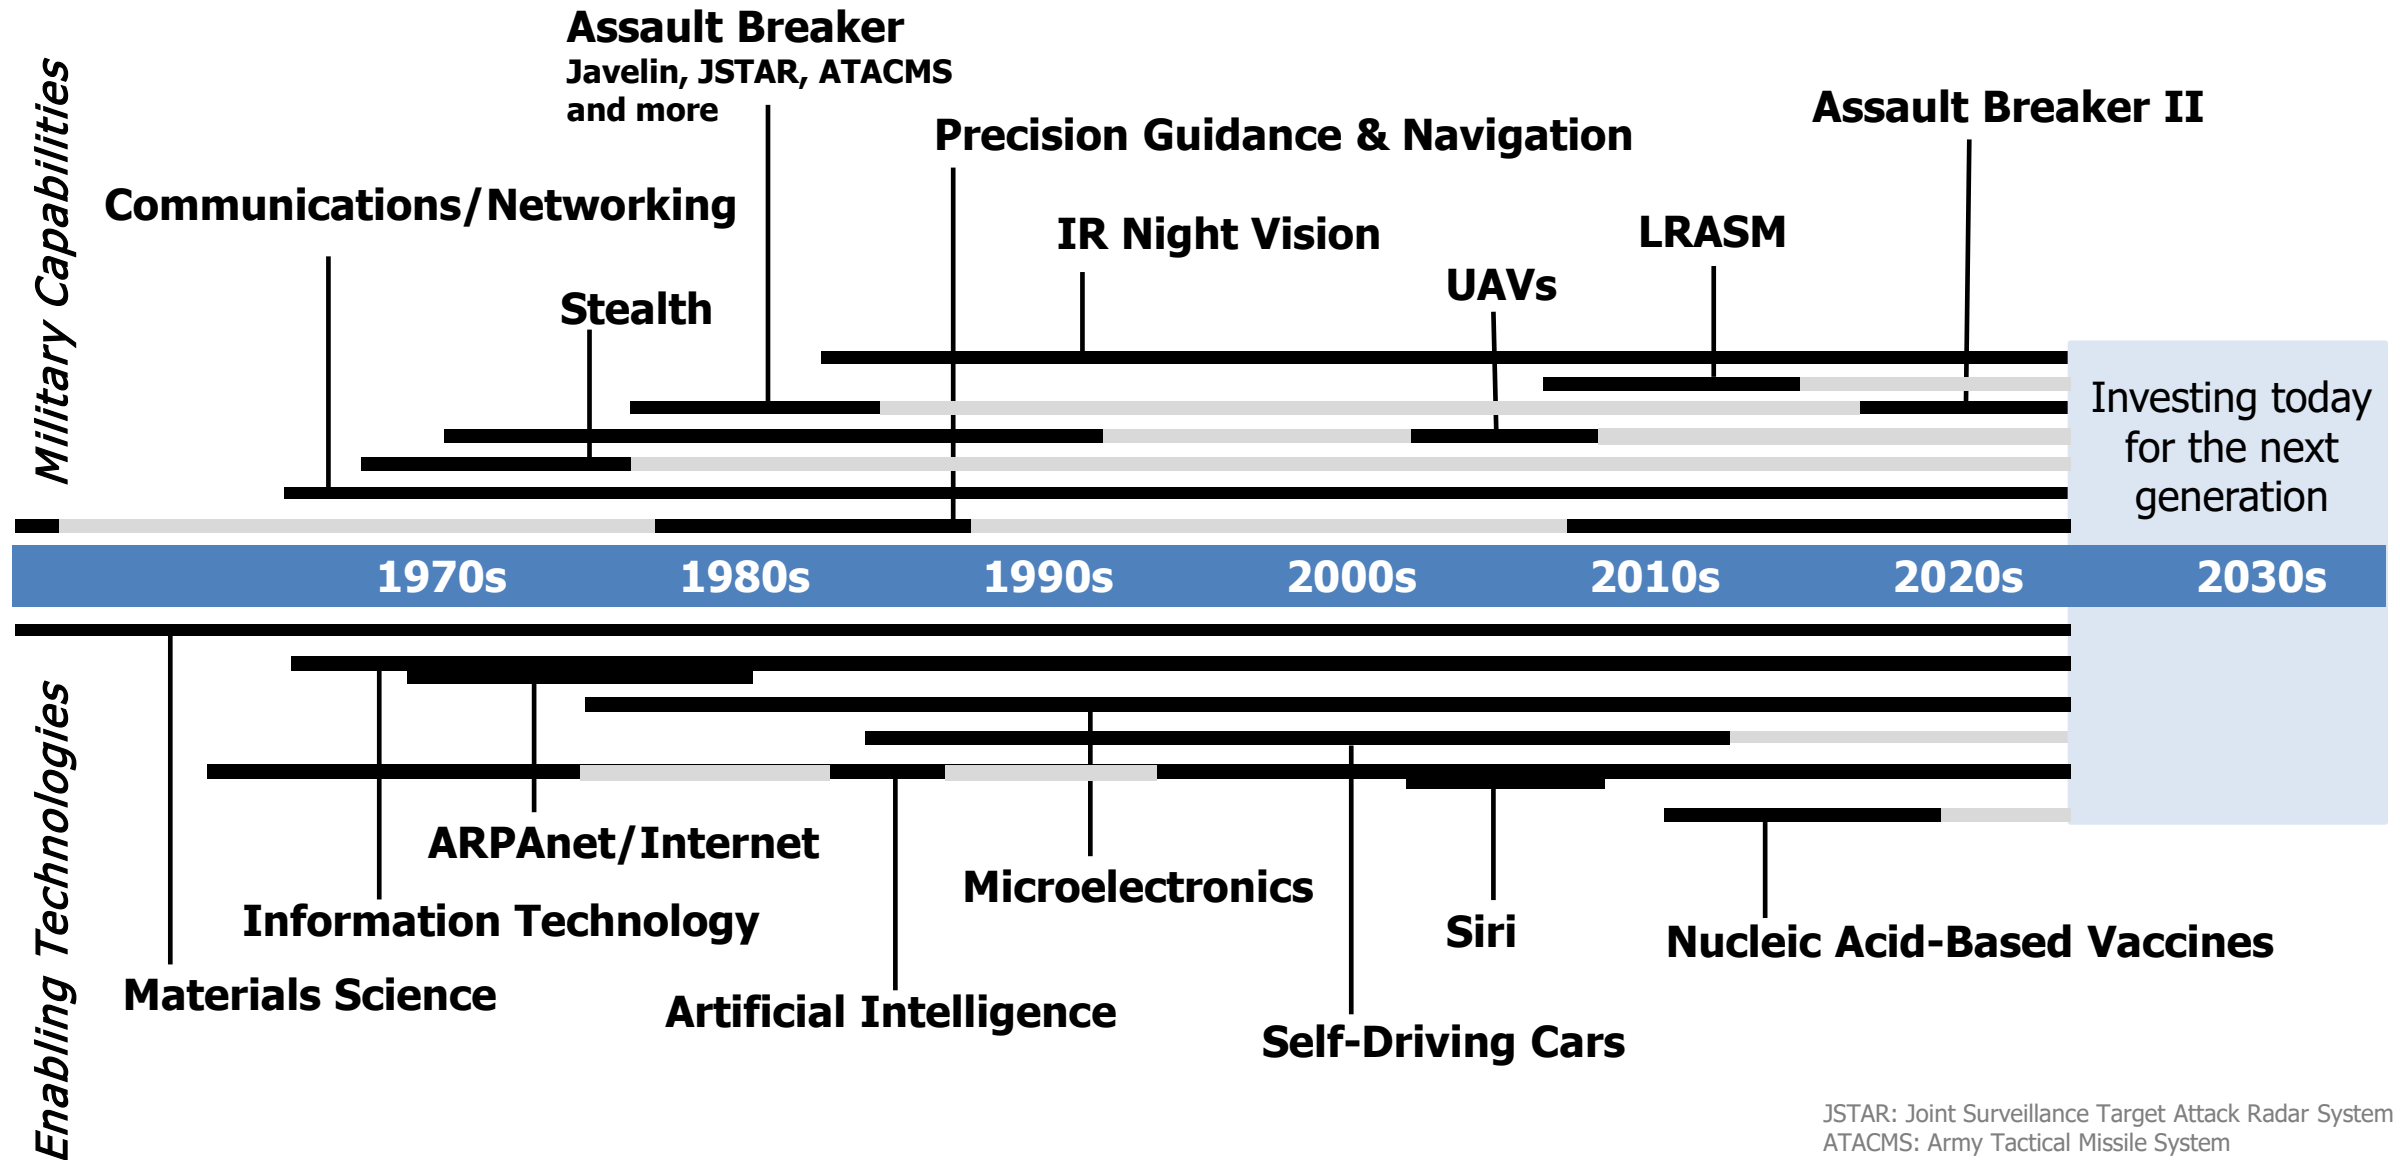 Military Capabilities
Assault Breaker
Javelin, JSTAR, ATACMS
and more
Precision Guidance & Navigation
Assault Breaker II
Communications/Networking
IR Night Vision
LRASM
Stealth
UAVs
Investing today
for the next
generation
1970s 1980s 1990s 2000s 2010s 2020s 2030s
Enabling Technologies
ARPAnet/Internet
Microelectronics
Information Technology
Siri
Nucleic Acid-Based Vaccines
Materials Science
Artificial Intelligence
Self-Driving Cars
JSTAR: Joint Surveillance Target Attack Radar System
ATACMS: Army Tactical Missile System